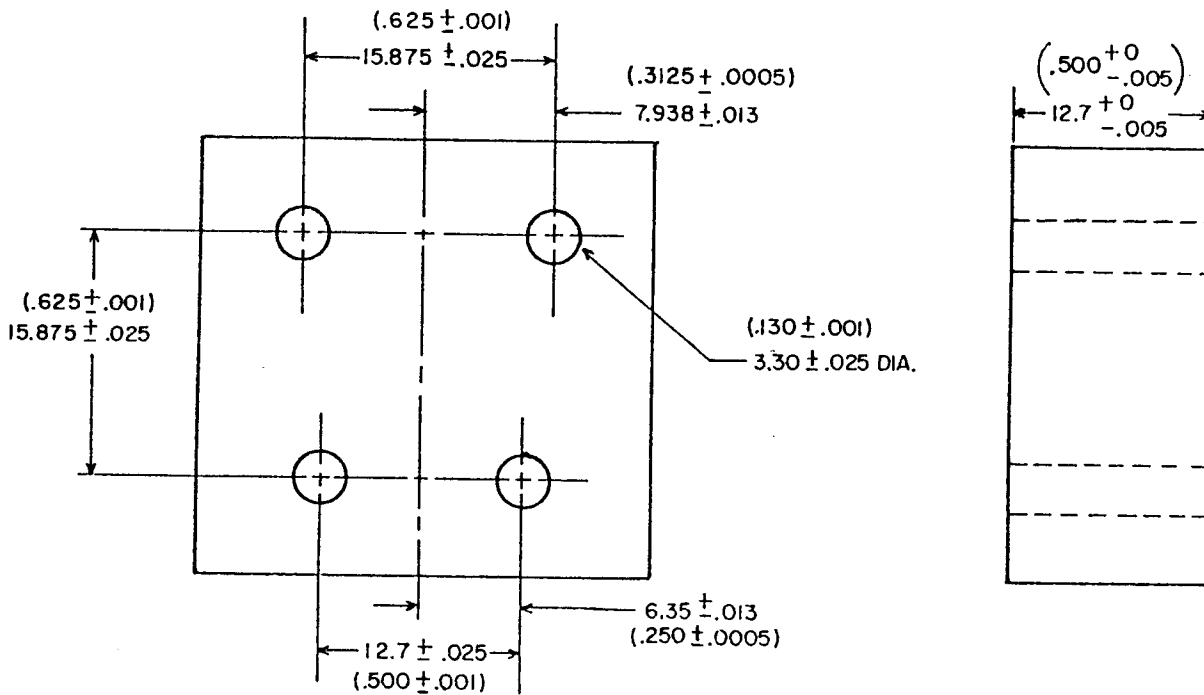 (.625±.001)
15.875 ±.025
(.3125±.0005)
7.938±.013
(.500 +0 -.005)
12.7 +0 -.005
(.625±.001)
15.875 ± .025
(.130 ± .001)
3.30 ± .025 DIA.
6.35 ± .013
(.250 ±.0005)
12.7 ± .025
(.500 ±.001)